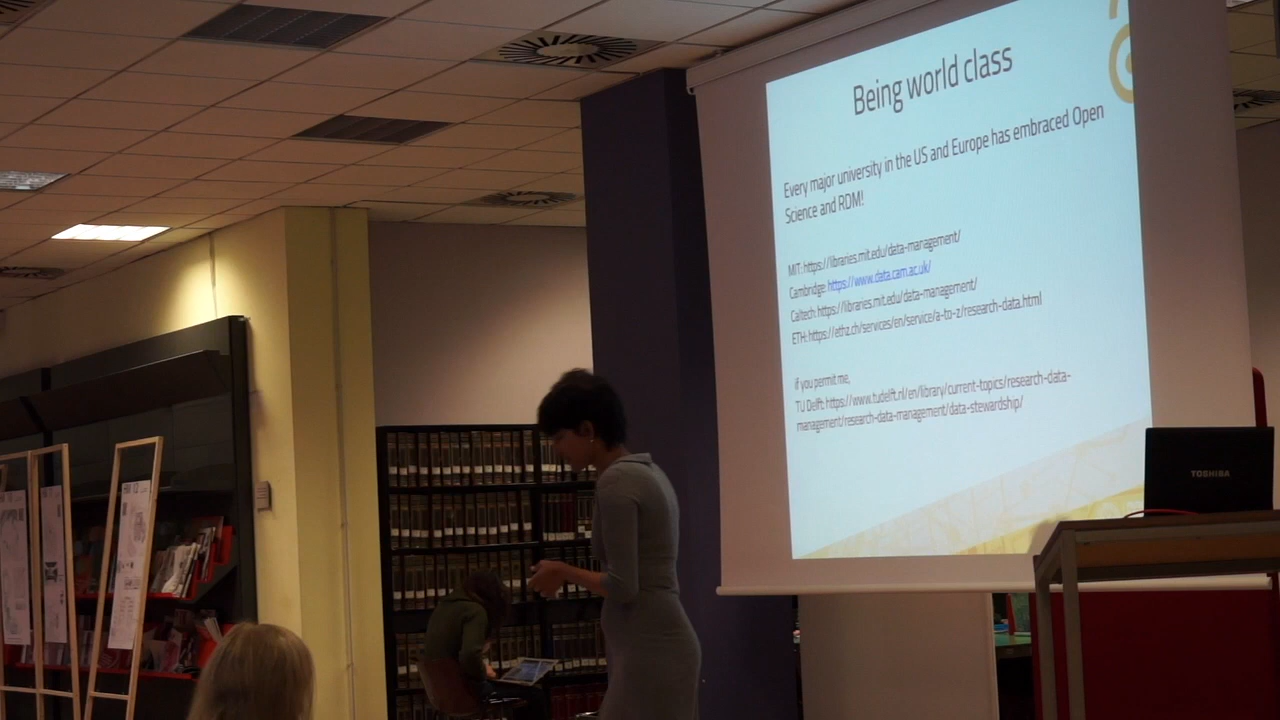 Being world class
Every major university in the US and Europe has embraced Open
Science and RDM!
MIT: https://libraries.mit.edu/data-management/
Cambridge: https://www.data.cam.ac.uk/
Caltech: https://libraries.mit.edu/data-management/
ETH: https://ethz.ch/services/en/service/a-to-z/research-data.html
if you permit me,
TU Delft: https://www.tudelft.nl/en/library/current-topics/research-data-
management/research-data-management/data-stewardship/
TOSHIBA